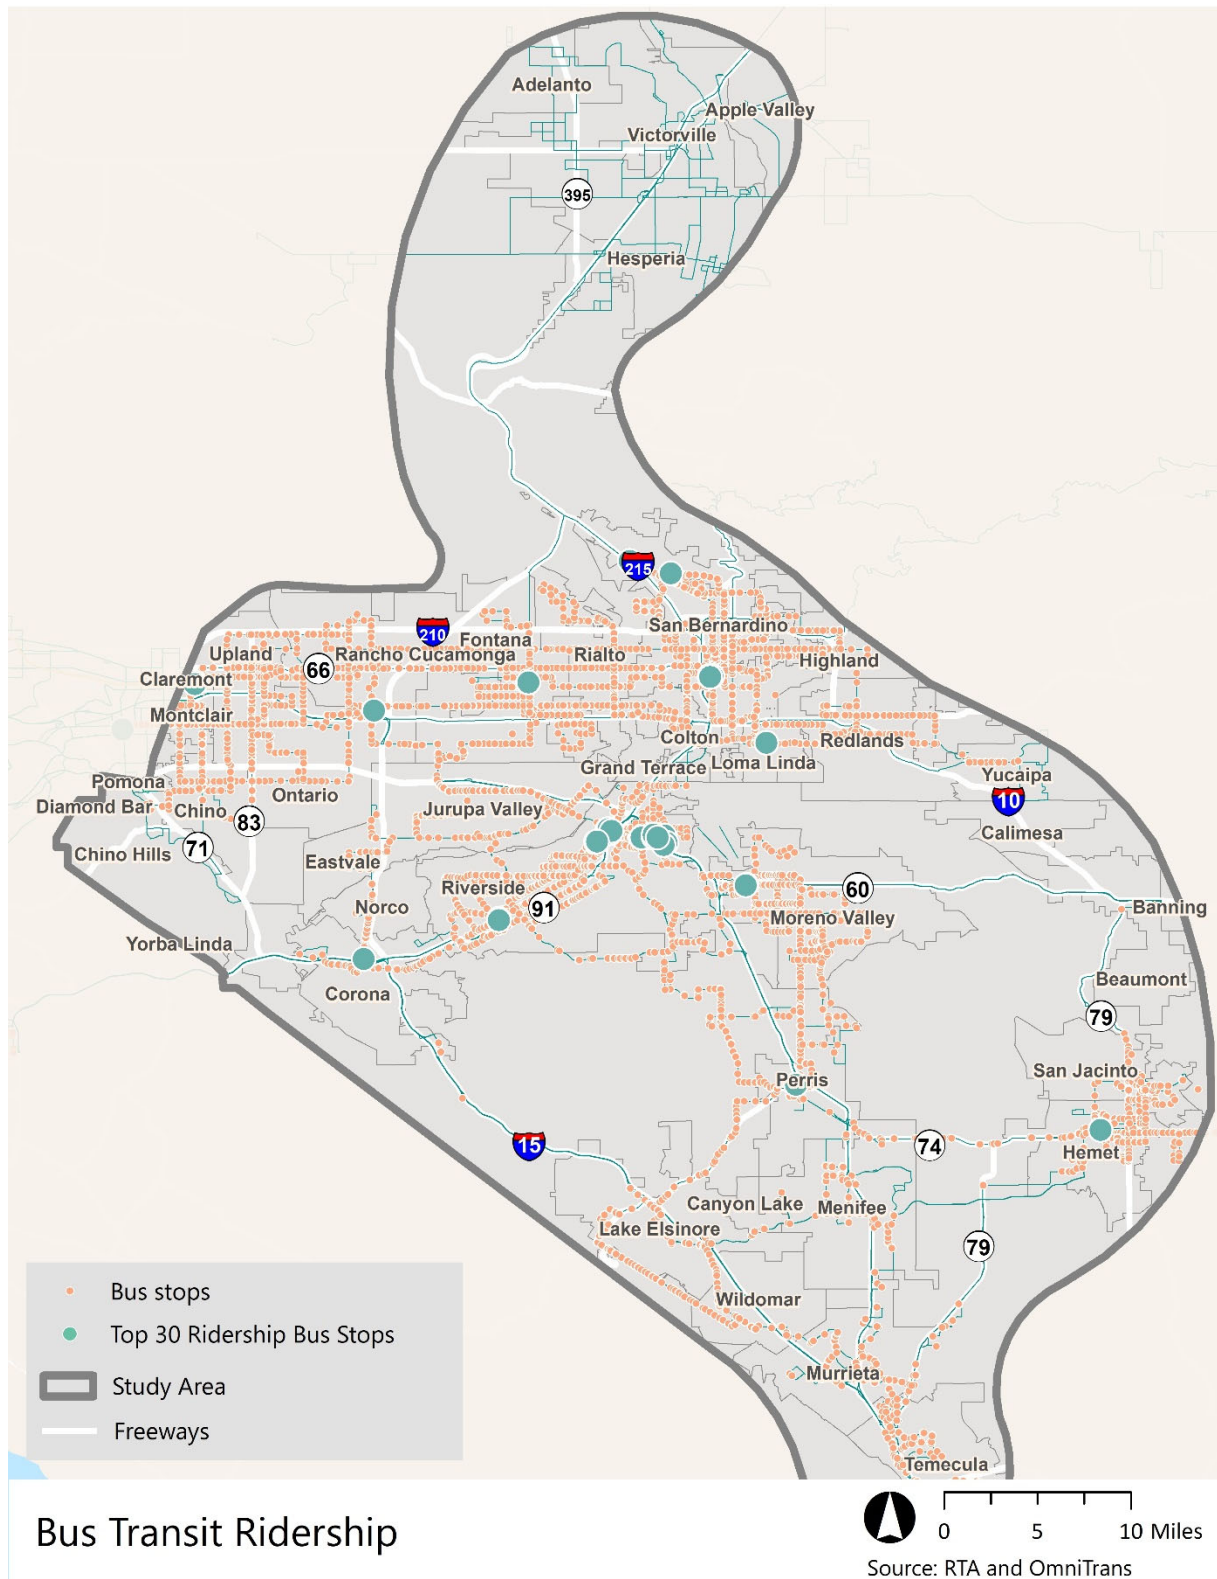 Adelanto
Apple Valley
Victorville
395
Hesperia
215
San Bernardino
210
Fontana
Upland
Rancho Cucamonga
Rialto
Highland
66
Claremont
Montclair
Colton
Redlands
Grand Terrace
Loma Linda
Yucaipa
Pomona
Ontario
10
Diamond Bar
Chino
83
Jurupa Valley
Calimesa
71
Chino Hills
Eastvale
Riverside
60
91
Norco
Moreno Valley
Banning
Yorba Linda
Corona
Beaumont
79
San Jacinto
Perris
15
74
Hemet
Canyon Lake
Menifee
Lake Elsinore
79
Wildomar
Murrieta
Temecula
Bus stops
Top 30 Ridership Bus Stops
Study Area
Freeways
Bus Transit Ridership
0 5 10 Miles
Source: RTA and OmniTrans